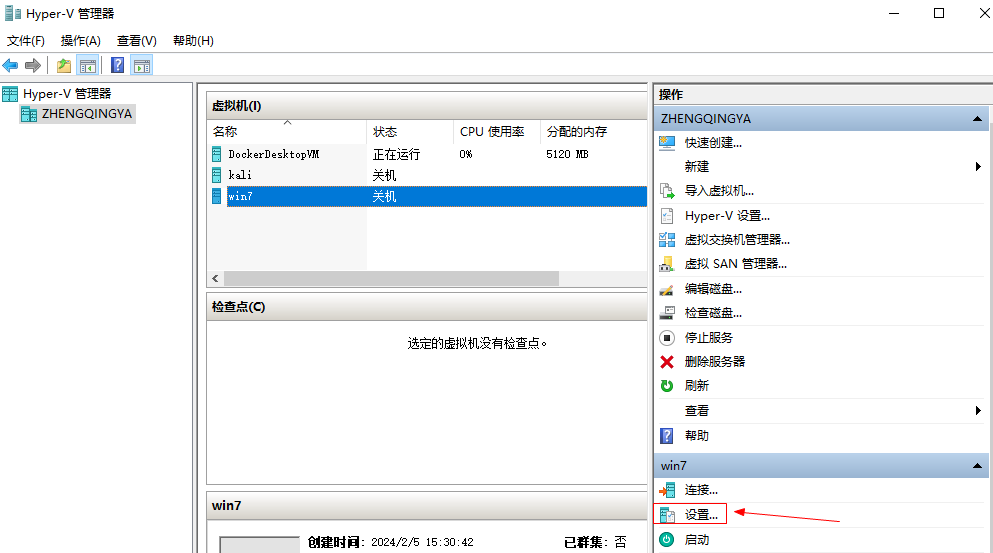 Hyper-V 管理器
文件(F) 操作(A) 查看(V) 帮助(H)
Hyper-V 管理器
ZHENGQINGYA
虚拟机(I)
名称 状态 CPU 使用率 分配的内存
DockerDesktopVM 正在运行 0% 5120 MB
kali 关机
win7 关机
检查点(C)
选定的虚拟机没有检查点。
win7
创建时间: 2024/2/5 15:30:42 已群集: 否
操作
ZHENGQINGYA
快速创建...
新建
导入虚拟机...
Hyper-V 设置...
虚拟交换机管理器...
虚拟 SAN 管理器...
编辑磁盘...
检查磁盘...
停止服务
删除服务器
刷新
查看
帮助
win7
连接...
设置...
启动